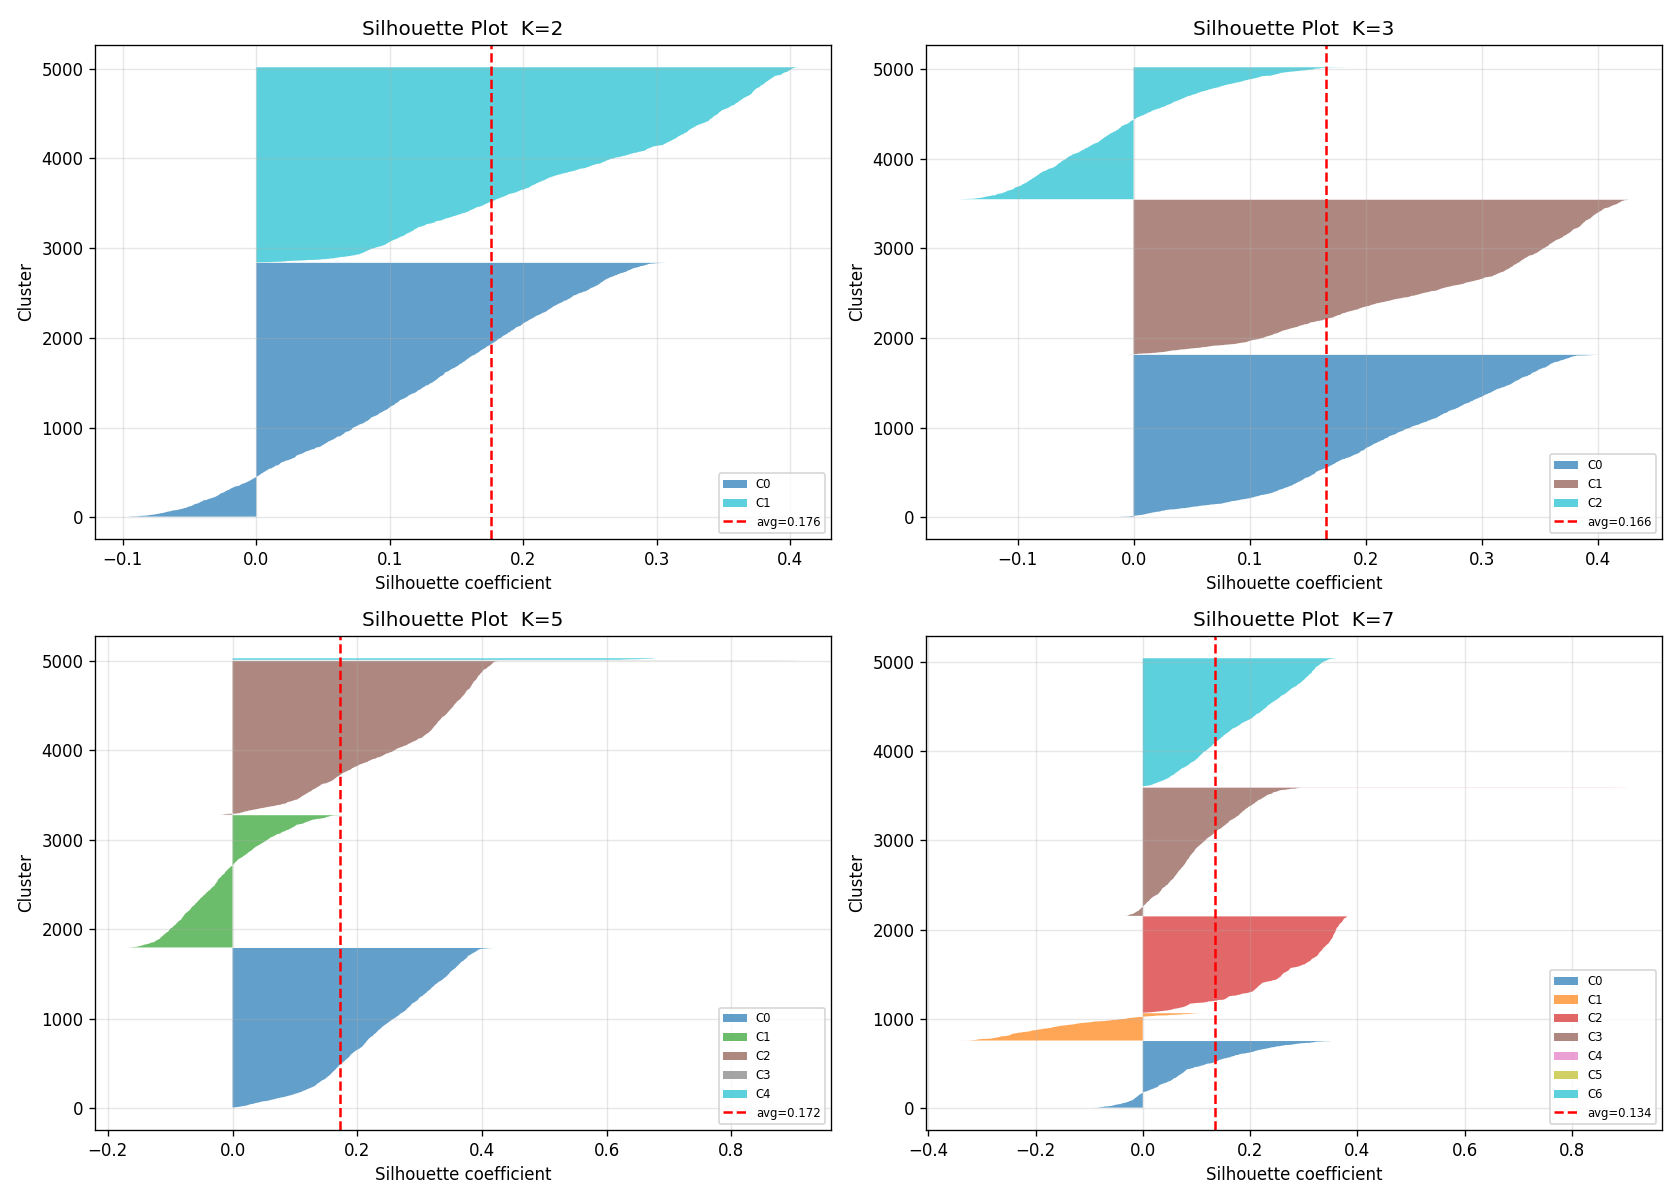 Silhouette Plot K=2
Cluster
5000
4000
3000
2000
1000
0
−0.1 0.0 0.1 0.2 0.3 0.4
Silhouette coefficient
C0
C1
avg=0.176
Silhouette Plot K=3
Cluster
5000
4000
3000
2000
1000
0
−0.1 0.0 0.1 0.2 0.3 0.4
Silhouette coefficient
C0
C1
C2
avg=0.166
Silhouette Plot K=5
Cluster
5000
4000
3000
2000
1000
0
−0.2 0.0 0.2 0.4 0.6 0.8
Silhouette coefficient
C0
C1
C2
C3
C4
avg=0.172
Silhouette Plot K=7
Cluster
5000
4000
3000
2000
1000
0
−0.4 −0.2 0.0 0.2 0.4 0.6 0.8
Silhouette coefficient
C0
C1
C2
C3
C4
C5
C6
avg=0.134